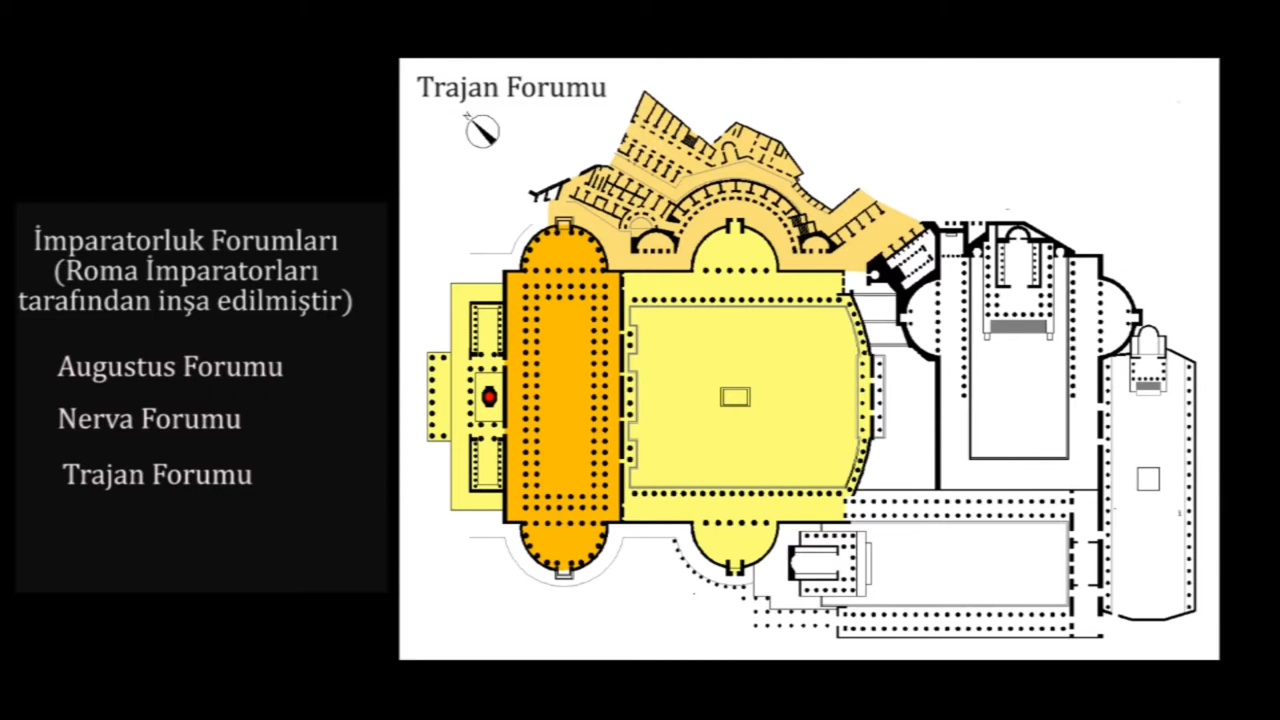 Trajan Forumu
N
İmparatorluk Forumları
(Roma İmparatorları
tarafından inşa edilmiştir)
Augustus Forumu
Nerva Forumu
Trajan Forumu